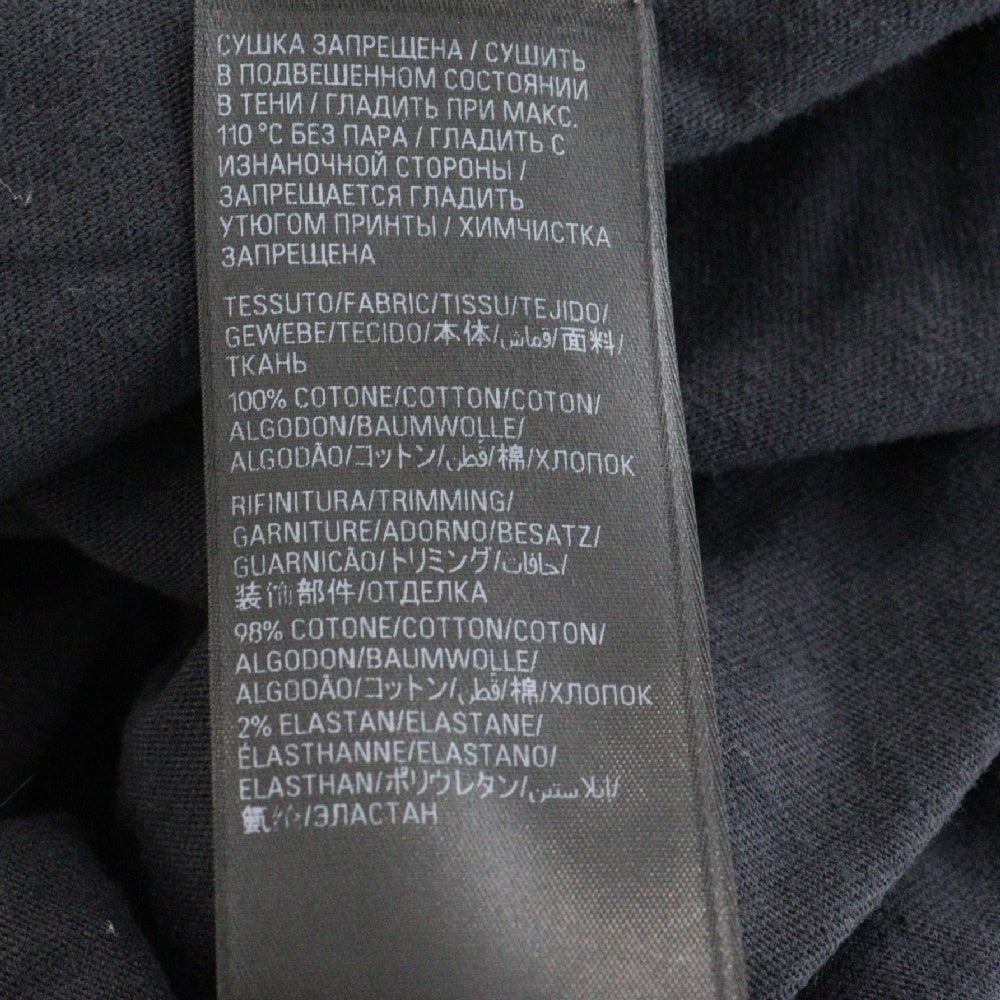 СУШКА ЗАПРЕЩЕНА / СУШИТЬ
В ПОДВЕШЕННОМ СОСТОЯНИИ
В ТЕНИ / ГЛАДИТЬ ПРИ МАКС.
110 °C БЕЗ ПАРА / ГЛАДИТЬ С
ИЗНАНОЧНОЙ СТОРОНЫ /
ЗАПРЕЩАЕТСЯ ГЛАДИТЬ
УТЮГОМ ПРИНТЫ / ХИМЧИСТКА
ЗАПРЕЩЕНА
TESSUTO/FABRIC/TISSU/TEJIDO/
GEWEBE/TECIDO/本体/قماش/面料/
ТКАНЬ
100% COTONE/COTTON/COTON/
ALGODON/BAUMWOLLE/
ALGODÃO/コットン/قطن/棉/ХЛОПОК
RIFINITURA/TRIMMING/
GARNITURE/ADORNO/BESATZ/
GUARNICÃO/トリミング/حافات/
装饰部件/ОТДЕЛКА
98% COTONE/COTTON/COTON/
ALGODON/BAUMWOLLE/
ALGODÃO/コットン/قطن/棉/ХЛОПОК
2% ELASTAN/ELASTANE/
ÉLASTHANNE/ELASTANO/
ELASTHAN/ポリウレタン/إيلاستين/
氨纶/ЭЛАСТАН